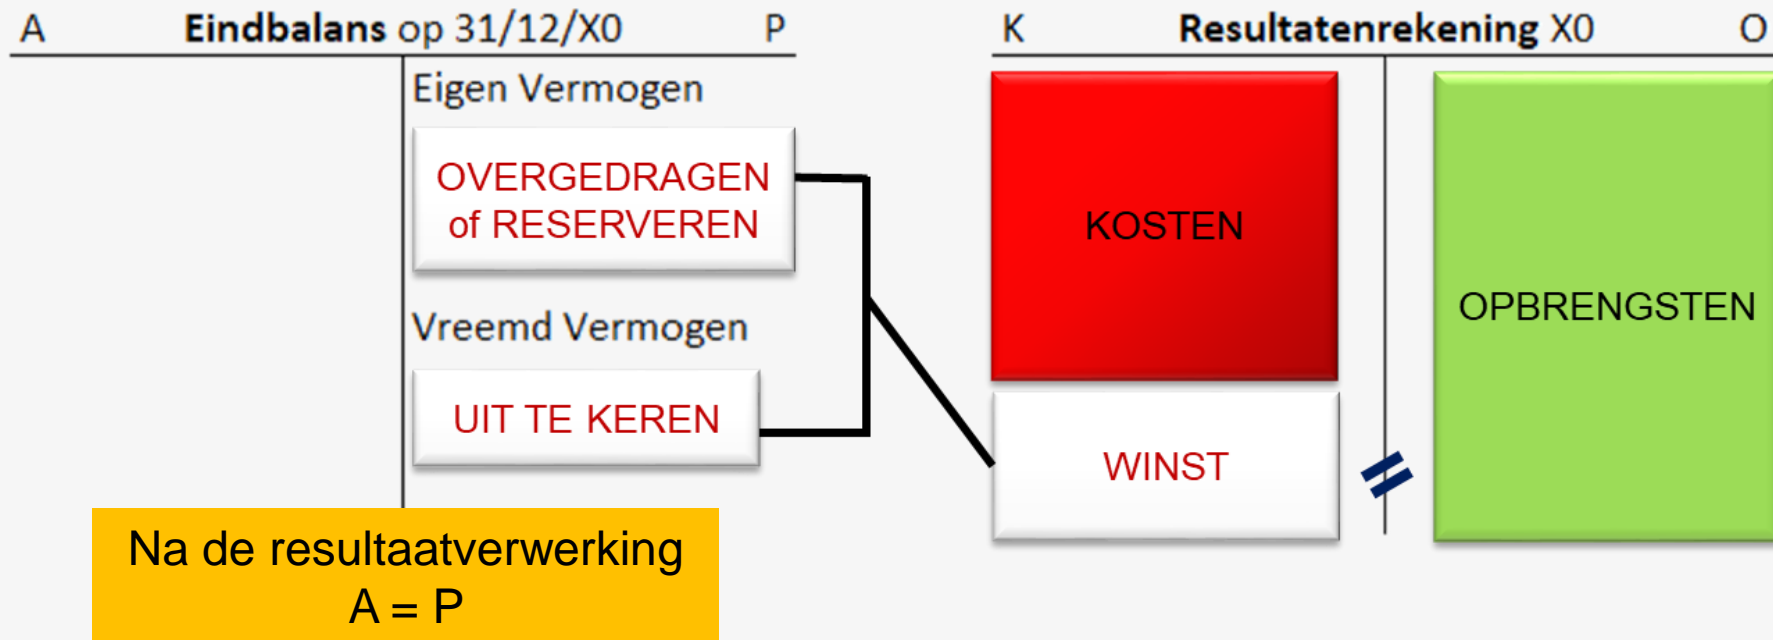 A Eindbalans op 31/12/X0 P
Eigen Vermogen
OVERGEDRAGEN
of RESERVEREN
Vreemd Vermogen
UIT TE KEREN
Na de resultaatverwerking
A = P
K Resultatenrekening X0 O
KOSTEN
WINST
=
OPBRENGSTEN